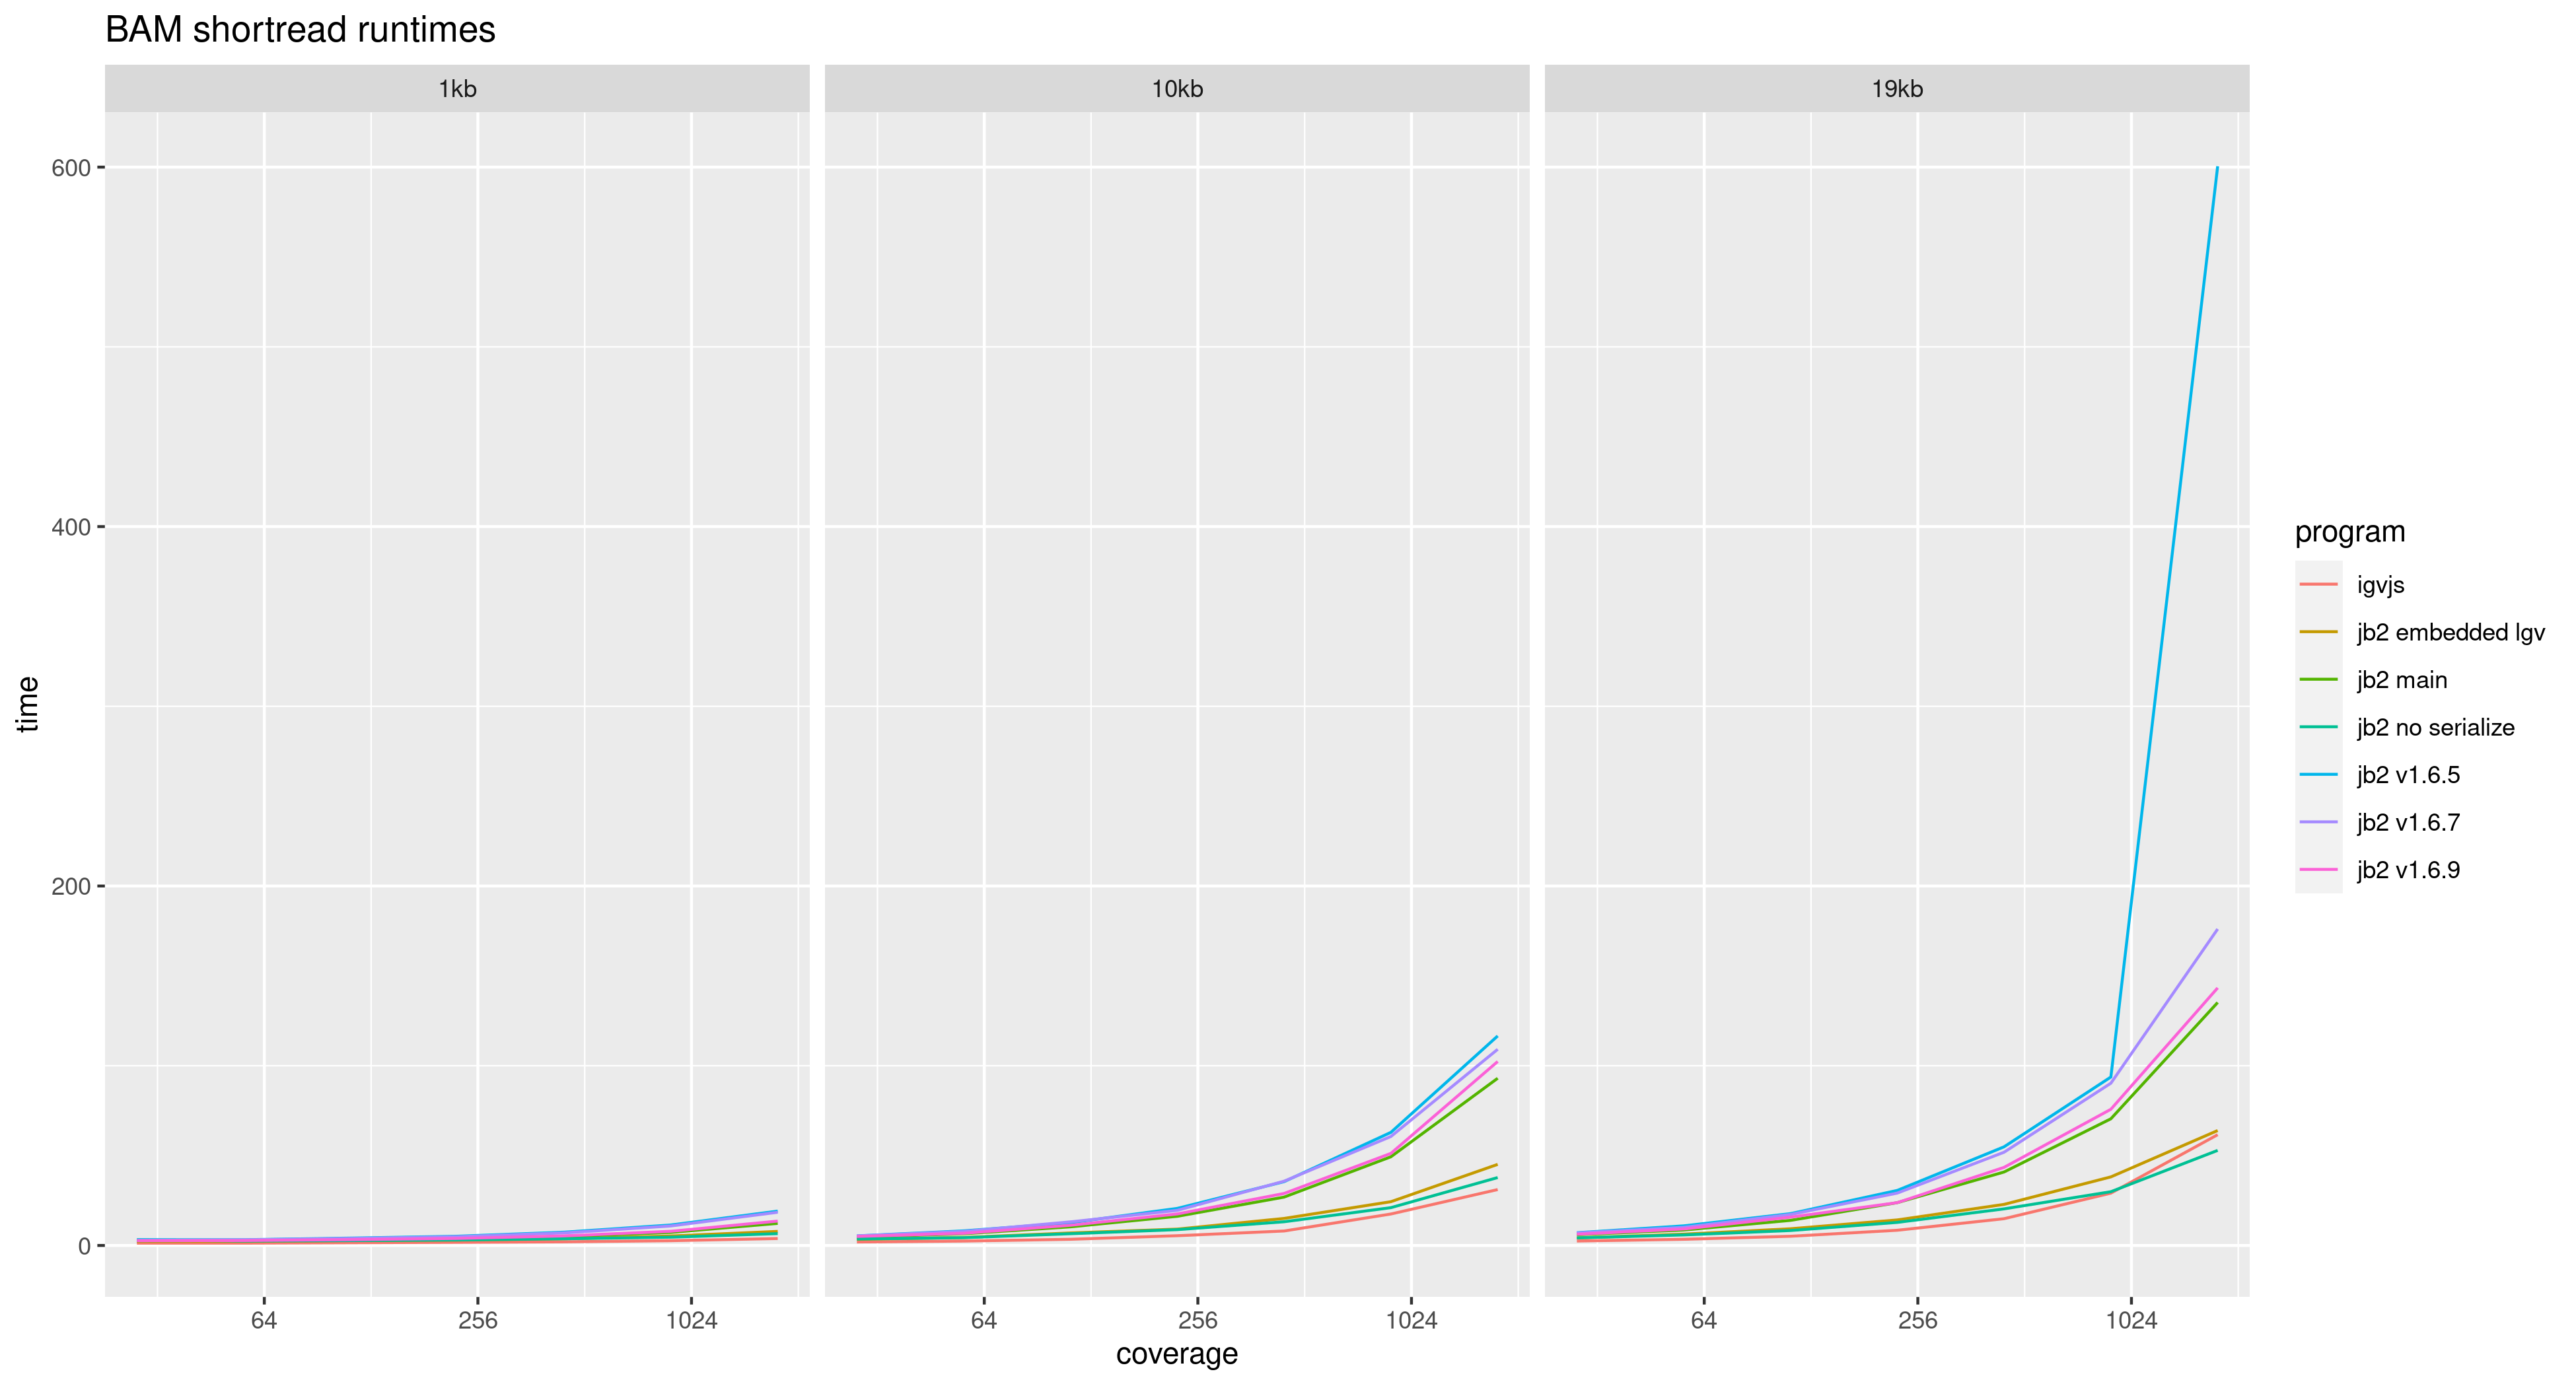 BAM shortread runtimes
1kb
10kb
19kb
600
400
200
0
time
64
256
1024
64
256
1024
64
256
1024
coverage
program
igvjs
jb2 embedded lgv
jb2 main
jb2 no serialize
jb2 v1.6.5
jb2 v1.6.7
jb2 v1.6.9